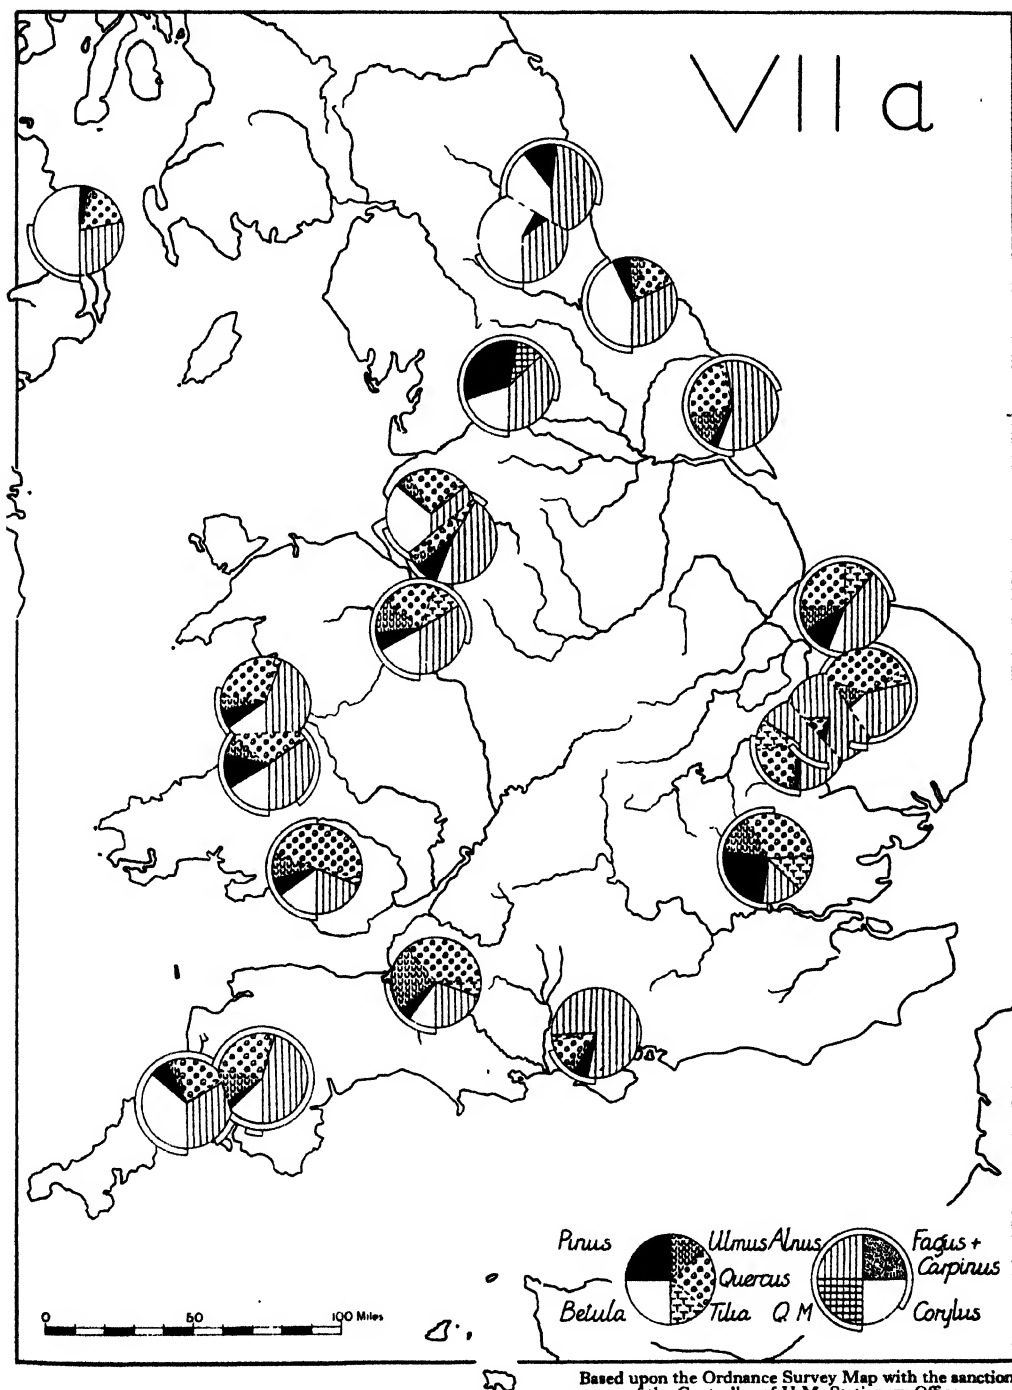 VIIa
Pinus
Ulmus Alnus
Fagus +
Carpinus
Quercus
Betula
Tilia
Q M
Corylus
0 50 100 Miles
Based upon the Ordnance Survey Map with the sanction